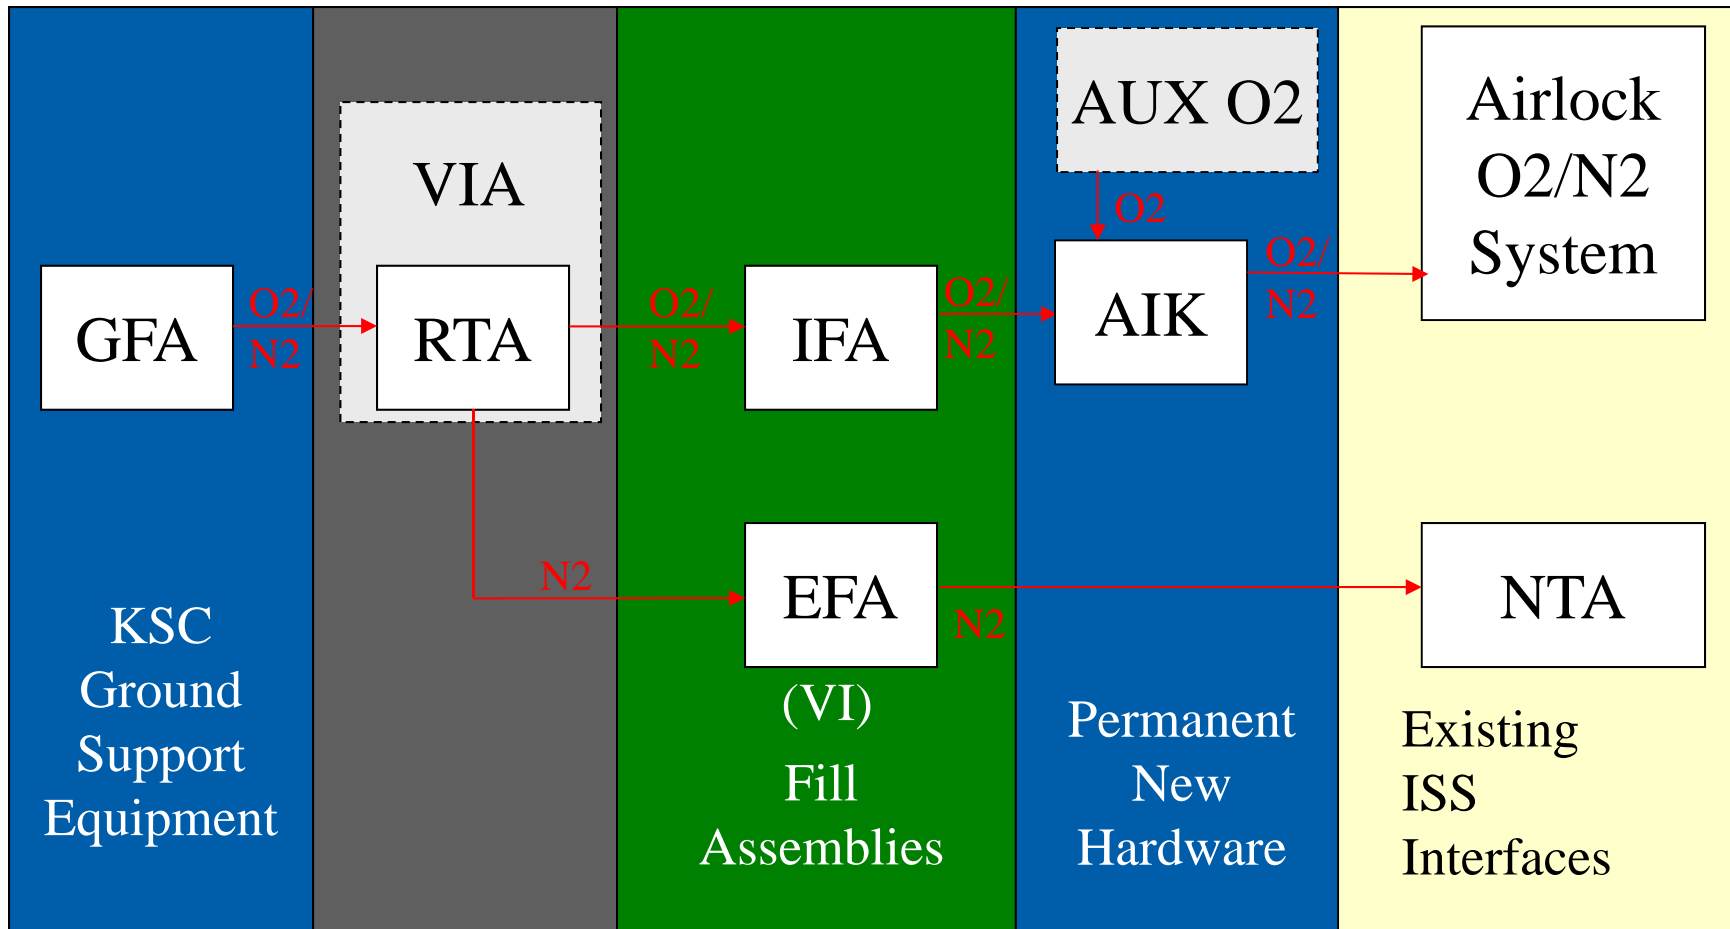 AUX O2
Airlock
O2/N2
System
VIA
O2
GFA
O2/
N2
RTA
O2/
N2
IFA
O2/
N2
AIK
O2/
N2
N2
EFA
N2
NTA
KSC
Ground
Support
Equipment
(VI)
Fill
Assemblies
Permanent
New
Hardware
Existing
ISS
Interfaces